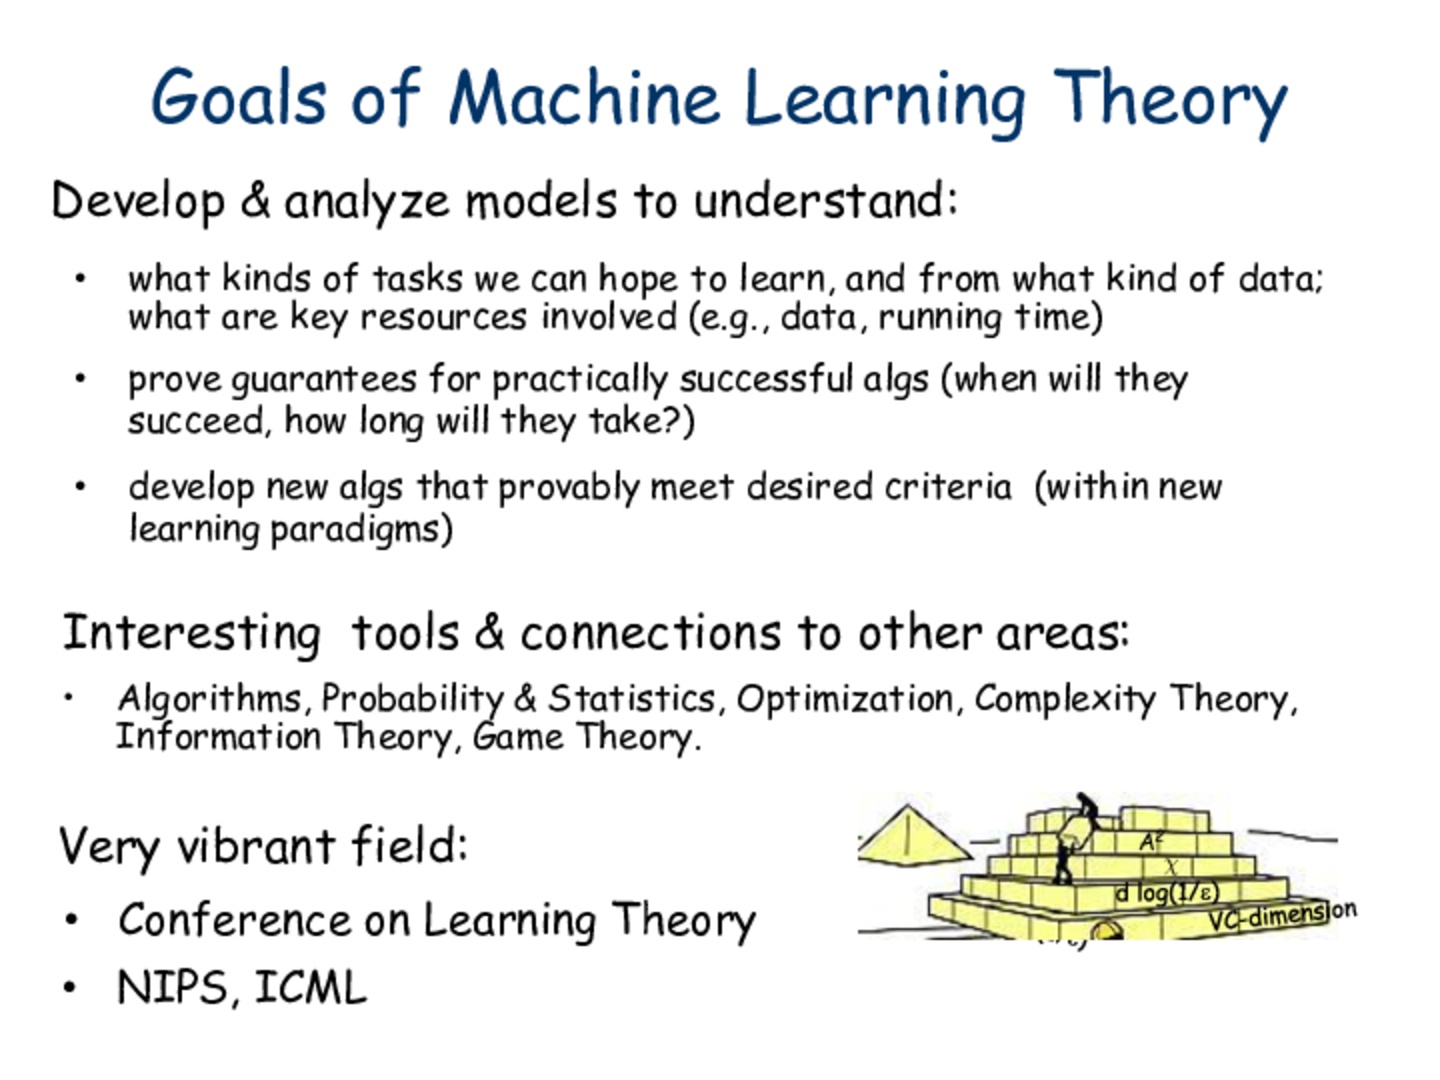 Goals of Machine Learning Theory
Develop & analyze models to understand:
• what kinds of tasks we can hope to learn, and from what kind of data;
what are key resources involved (e.g., data, running time)
• prove guarantees for practically successful algs (when will they
succeed, how long will they take?)
• develop new algs that provably meet desired criteria (within new
learning paradigms)
Interesting tools & connections to other areas:
• Algorithms, Probability & Statistics, Optimization, Complexity Theory,
Information Theory, Game Theory.
Very vibrant field:
• Conference on Learning Theory
• NIPS, ICML
A²
χ
d log(1/ε)
VC-dimension